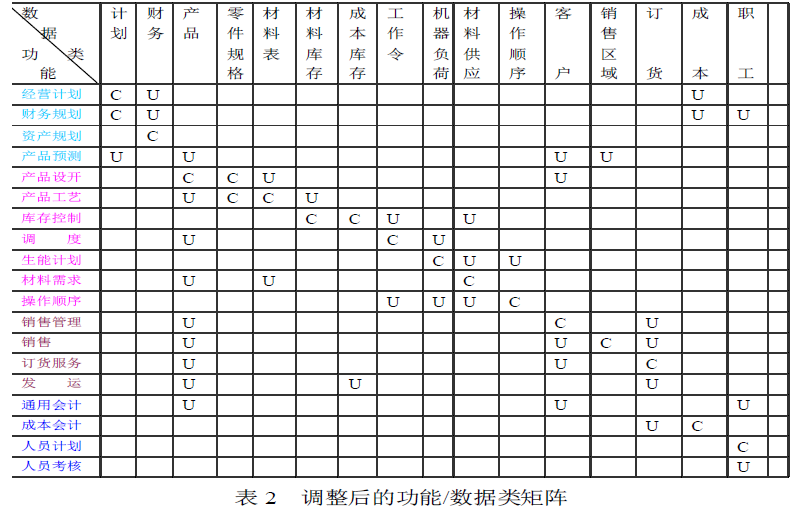 数据类 功能 计划 财务 产品 零件规格 材料表 材料库存 成本库存 工作令 机器负荷 材料供应 操作顺序 客户 销售区域 订货 成本 职工
经营计划 C U U
财务规划 C U U U
资产规划 C
产品预测 U U U U
产品设开 C C U U
产品工艺 U C C U
库存控制 C C U U
调度 U C U
生能计划 C U U
材料需求 U U C
操作顺序 U U U C
销售管理 U C U
销售 U U C U
订货服务 U U C
发运 U U U
通用会计 U U U
成本会计 U C
人员计划 C
人员考核 U
表 2 调整后的功能/数据类矩阵